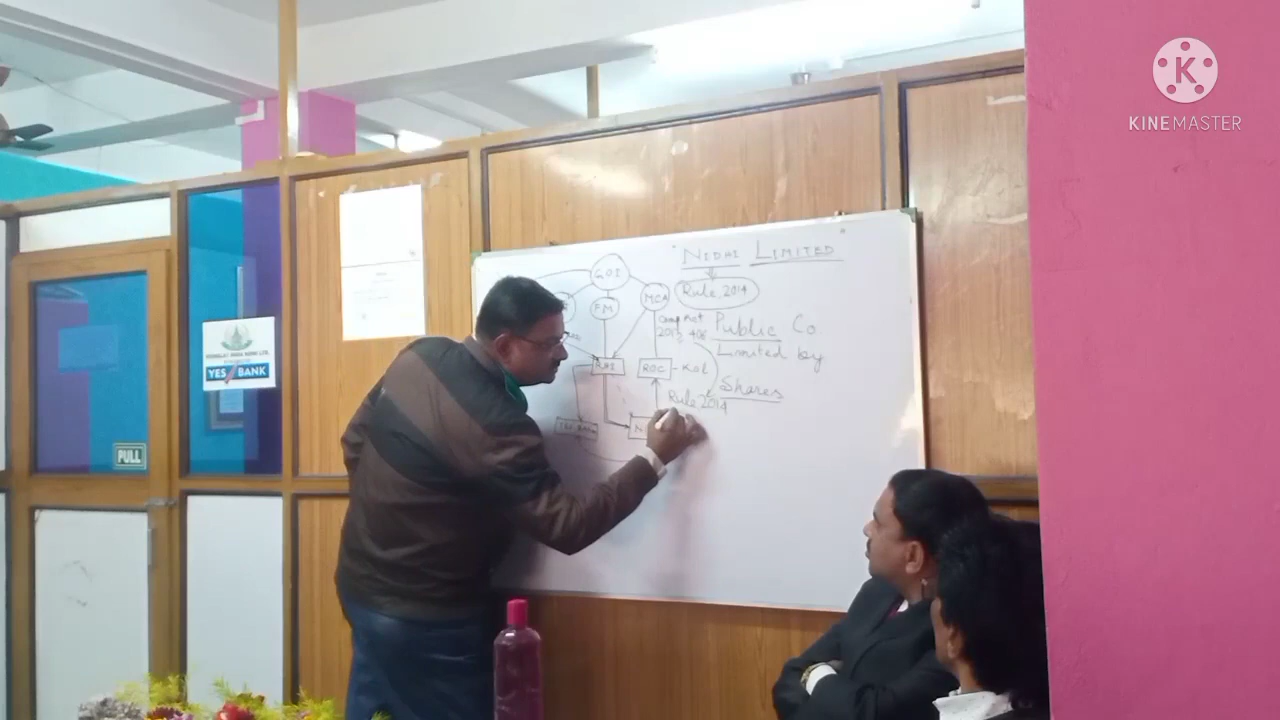 KINEMASTER
"NIDHI LIMITED"
Rule, 2014
GOI
FM
MCA
Comp Act
2013 406
Public Co
Limited by
Shares
RBI
ROC - Kol
Rule 2014
YES BANK
PULL